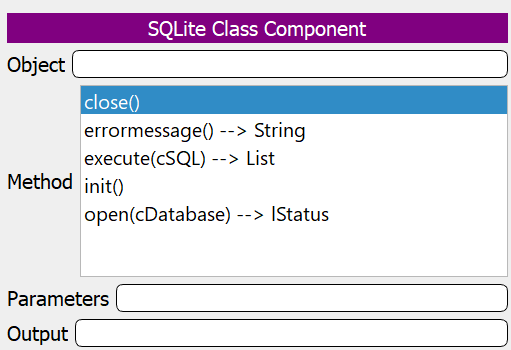 SQLite Class Component
Object
Method
close()
errormessage() --> String
execute(cSQL) --> List
init()
open(cDatabase) --> lStatus
Parameters
Output